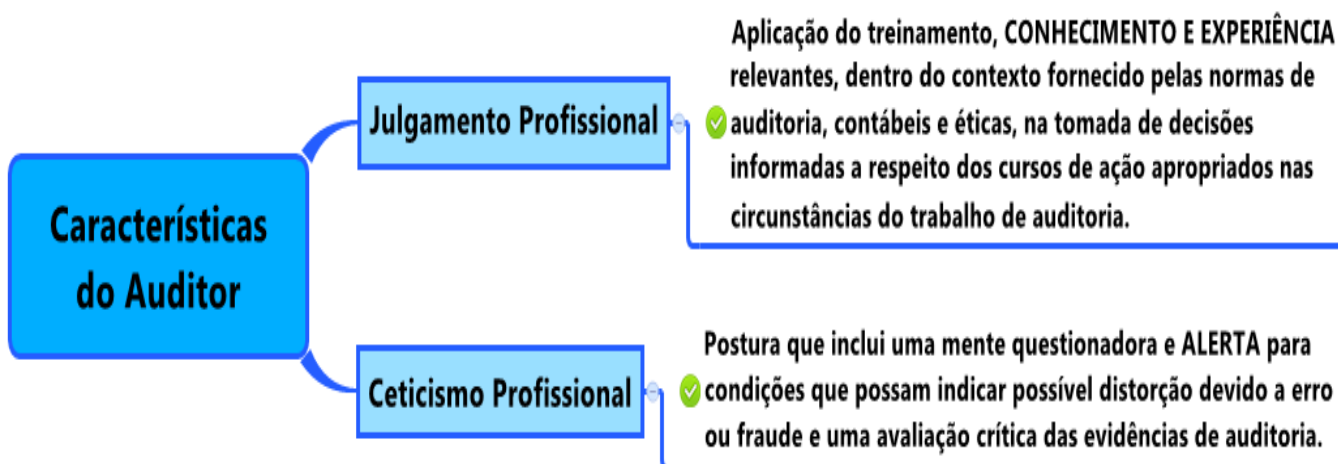 Características
do Auditor
Julgamento Profissional
Aplicação do treinamento, CONHECIMENTO E EXPERIÊNCIA
relevantes, dentro do contexto fornecido pelas normas de
auditoria, contábeis e éticas, na tomada de decisões
informadas a respeito dos cursos de ação apropriados nas
circunstâncias do trabalho de auditoria.
Ceticismo Profissional
Postura que inclui uma mente questionadora e ALERTA para
condições que possam indicar possível distorção devido a erro
ou fraude e uma avaliação crítica das evidências de auditoria.